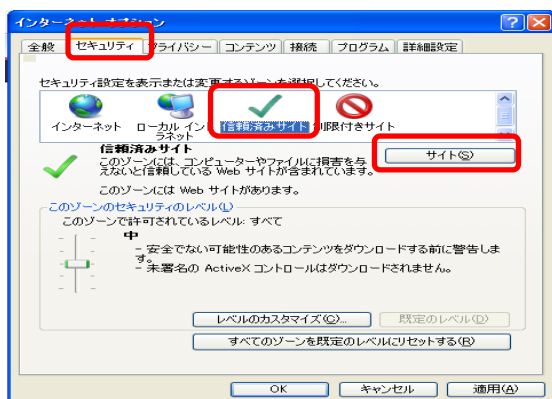 インターネット オプション
全般 セキュリティ プライバシー コンテンツ 接続 プログラム 詳細設定
セキュリティ設定を表示または変更するゾーンを選択してください。
インターネット ローカル イントラネット 信頼済みサイト 制限付きサイト
信頼済みサイト
サイト(S)
このゾーンには、コンピューターやファイルに損害を与
えないと信頼している Web サイトが含まれています。
このゾーンには Web サイトがあります。
このゾーンのセキュリティのレベル(L)
このゾーンで許可されているレベル: すべて
中
- 安全でない可能性のあるコンテンツをダウンロードする前に警告しま
す。
- 未署名の ActiveX コントロールはダウンロードされません。
レベルのカスタマイズ(C)... 既定のレベル(D)
すべてのゾーンを既定のレベルにリセットする(R)
OK キャンセル 適用(A)